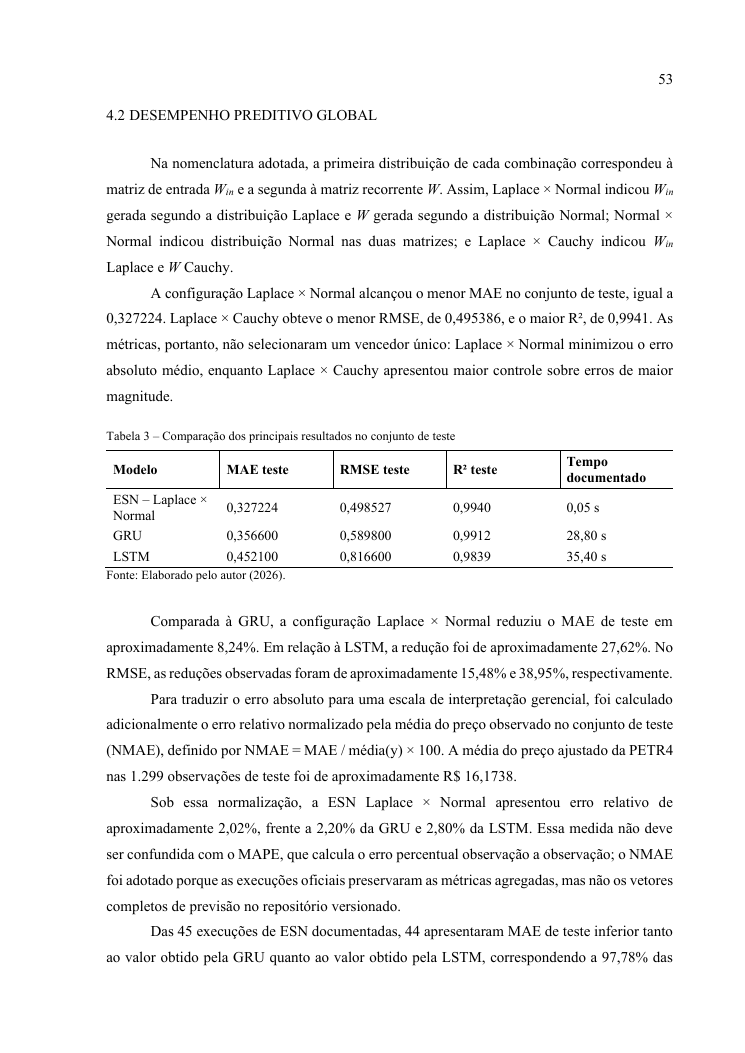 53
4.2 DESEMPENHO PREDITIVO GLOBAL
Na nomenclatura adotada, a primeira distribuição de cada combinação correspondeu à
matriz de entrada Win e a segunda à matriz recorrente W. Assim, Laplace × Normal indicou Win
gerada segundo a distribuição Laplace e W gerada segundo a distribuição Normal; Normal ×
Normal indicou distribuição Normal nas duas matrizes; e Laplace × Cauchy indicou Win
Laplace e W Cauchy.
A configuração Laplace × Normal alcançou o menor MAE no conjunto de teste, igual a
0,327224. Laplace × Cauchy obteve o menor RMSE, de 0,495386, e o maior R², de 0,9941. As
métricas, portanto, não selecionaram um vencedor único: Laplace × Normal minimizou o erro
absoluto médio, enquanto Laplace × Cauchy apresentou maior controle sobre erros de maior
magnitude.
Tabela 3 – Comparação dos principais resultados no conjunto de teste
Modelo MAE teste RMSE teste R² teste Tempo
documentado
ESN – Laplace ×
Normal 0,327224 0,498527 0,9940 0,05 s
GRU 0,356600 0,589800 0,9912 28,80 s
LSTM 0,452100 0,816600 0,9839 35,40 s
Fonte: Elaborado pelo autor (2026).
Comparada à GRU, a configuração Laplace × Normal reduziu o MAE de teste em
aproximadamente 8,24%. Em relação à LSTM, a redução foi de aproximadamente 27,62%. No
RMSE, as reduções observadas foram de aproximadamente 15,48% e 38,95%, respectivamente.
Para traduzir o erro absoluto para uma escala de interpretação gerencial, foi calculado
adicionalmente o erro relativo normalizado pela média do preço observado no conjunto de teste
(NMAE), definido por NMAE = MAE / média(y) × 100. A média do preço ajustado da PETR4
nas 1.299 observações de teste foi de aproximadamente R$ 16,1738.
Sob essa normalização, a ESN Laplace × Normal apresentou erro relativo de
aproximadamente 2,02%, frente a 2,20% da GRU e 2,80% da LSTM. Essa medida não deve
ser confundida com o MAPE, que calcula o erro percentual observação a observação; o NMAE
foi adotado porque as execuções oficiais preservaram as métricas agregadas, mas não os vetores
completos de previsão no repositório versionado.
Das 45 execuções de ESN documentadas, 44 apresentaram MAE de teste inferior tanto
ao valor obtido pela GRU quanto ao valor obtido pela LSTM, correspondendo a 97,78% das